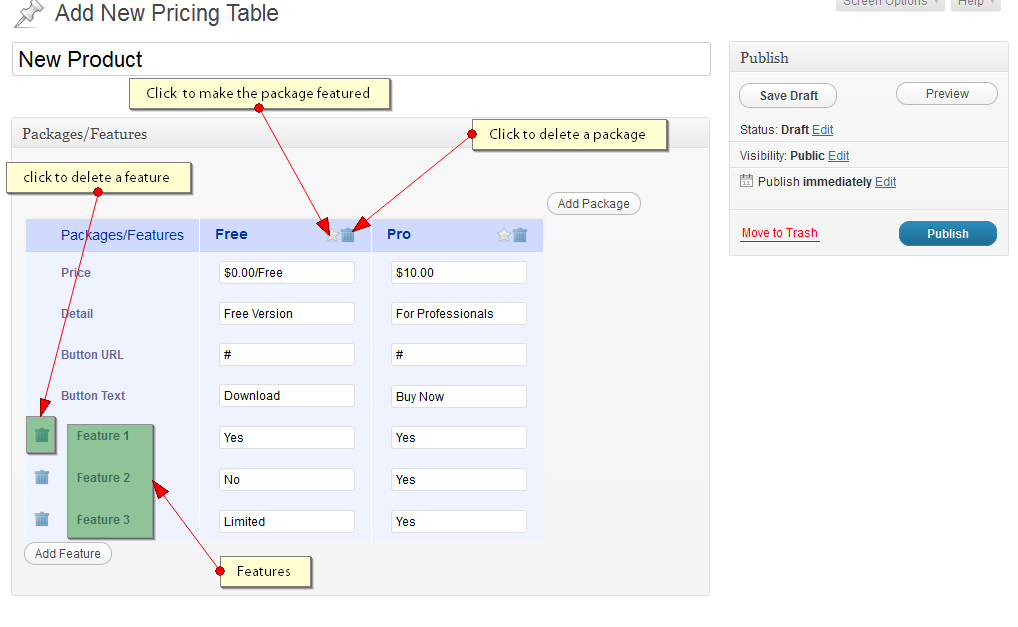 Screen Options
Help
Add New Pricing Table
New Product
Click to make the package featured
Packages/Features
Click to delete a package
click to delete a feature
Add Package
Packages/Features Free Pro
Price $0.00/Free $10.00
Detail Free Version For Professionals
Button URL # #
Button Text Download Buy Now
Feature 1 Yes Yes
Feature 2 No Yes
Feature 3 Limited Yes
Add Feature
Features
Publish
Save Draft Preview
Status: Draft Edit
Visibility: Public Edit
Publish immediately Edit
Move to Trash Publish